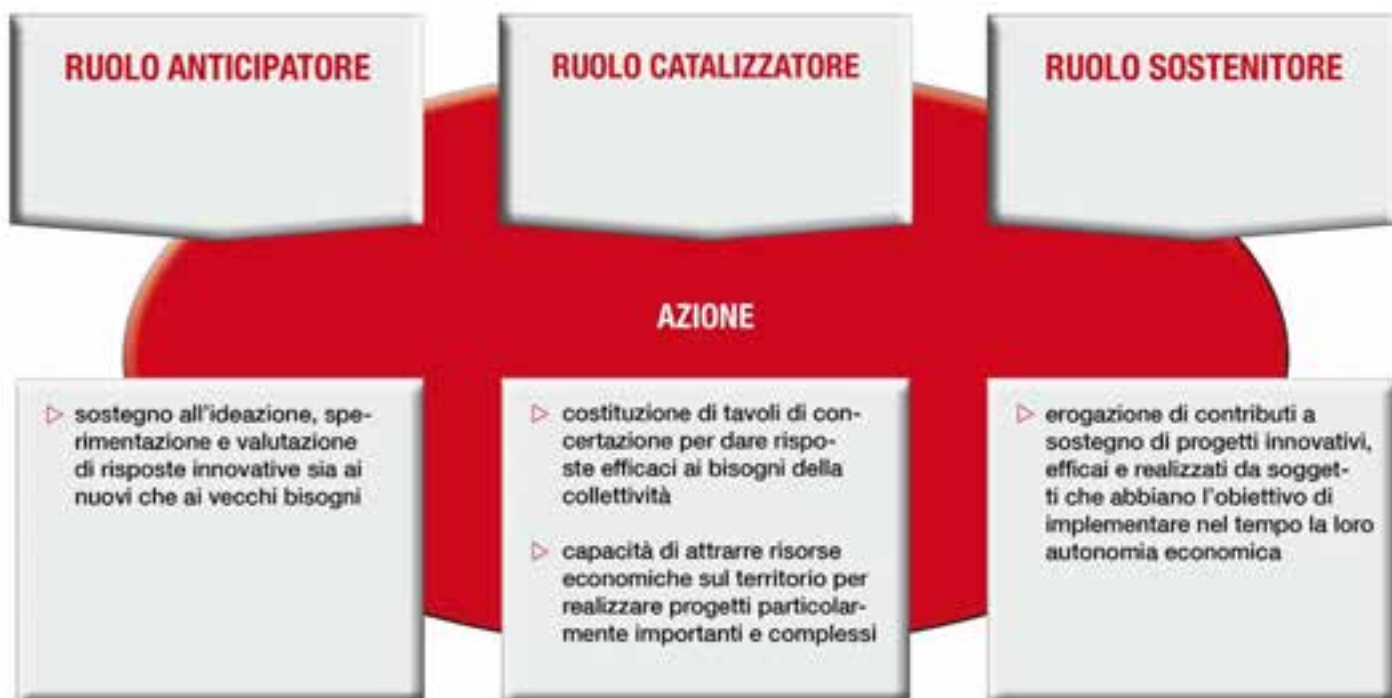 RUOLO ANTICIPATORE
RUOLO CATALIZZATORE
RUOLO SOSTENITORE
AZIONE
▷ sostegno all'ideazione, spe-
rimentazione e valutazione
di risposte innovative sia ai
nuovi che ai vecchi bisogni
▷ costituzione di tavoli di con-
certazione per dare rispo-
ste efficaci ai bisogni della
collettività
▷ capacità di attrarre risorse
economiche sul territorio per
realizzare progetti particolar-
mente importanti e complessi
▷ erogazione di contributi a
sostegno di progetti innovativi,
efficai e realizzati da sogget-
ti che abbiano l'obiettivo di
implementare nel tempo la loro
autonomia economica